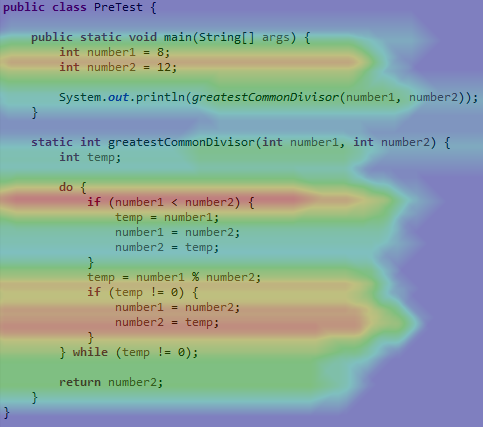 public class PreTest {
public static void main(String[] args) {
int number1 = 8;
int number2 = 12;
System.out.println(greatestCommonDivisor(number1, number2));
}
static int greatestCommonDivisor(int number1, int number2) {
int temp;
do {
if (number1 < number2) {
temp = number1;
number1 = number2;
number2 = temp;
}
temp = number1 % number2;
if (temp != 0) {
number1 = number2;
number2 = temp;
}
} while (temp != 0);
return number2;
}
}